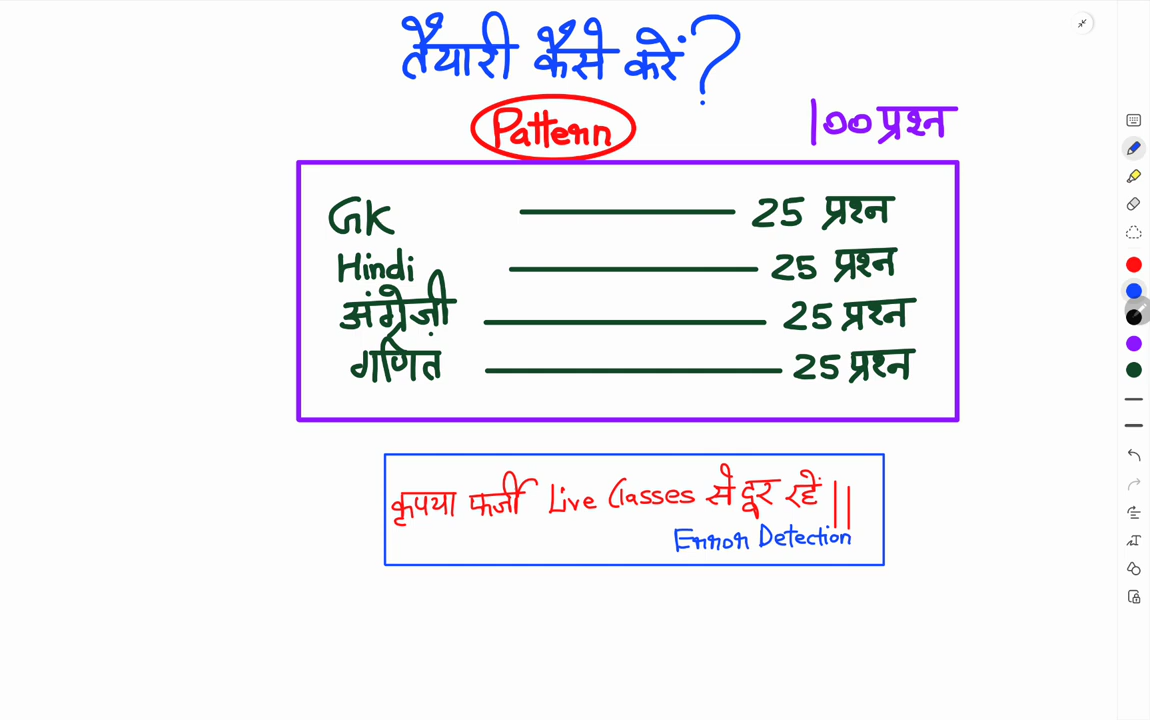 तैयारी कैसे करें?
Pattern
100 प्रश्न
GK ——— 25 प्रश्न
Hindi ——— 25 प्रश्न
अंग्रेज़ी ——— 25 प्रश्न
गणित ——— 25 प्रश्न
कृपया फर्जी Live Classes से दूर रहें ||
Error Detection